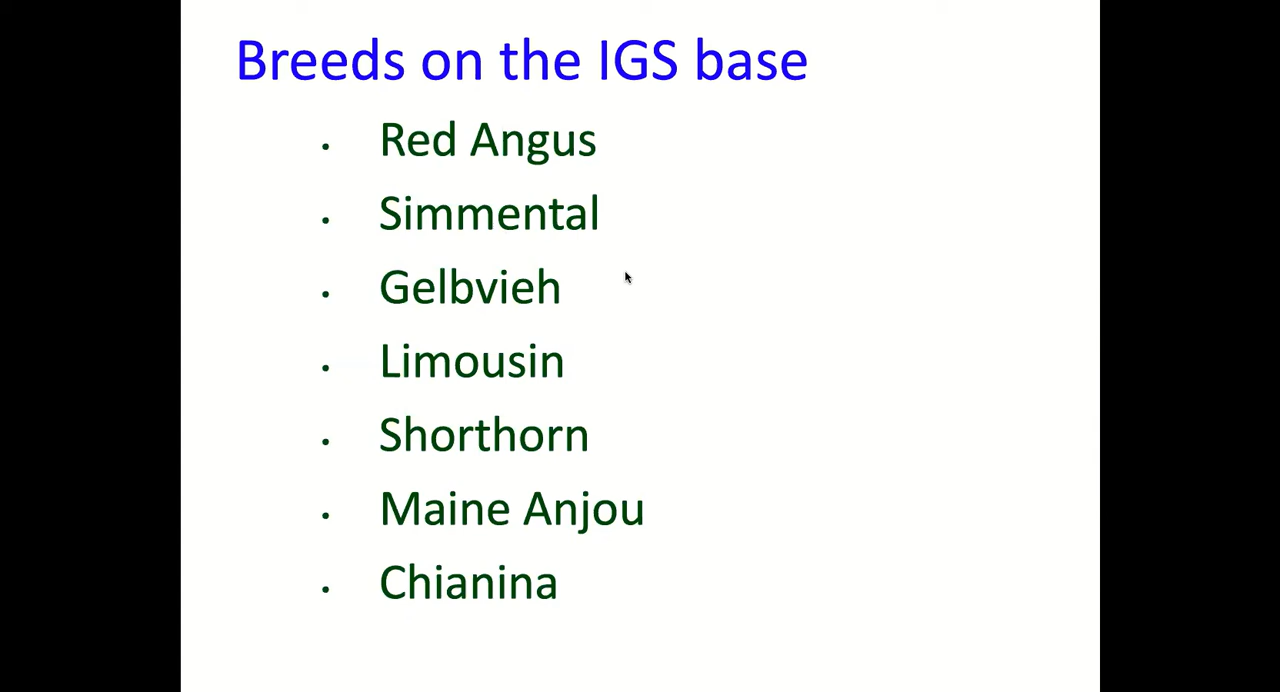 Breeds on the IGS base
• Red Angus
• Simmental
• Gelbvieh
• Limousin
• Shorthorn
• Maine Anjou
• Chianina